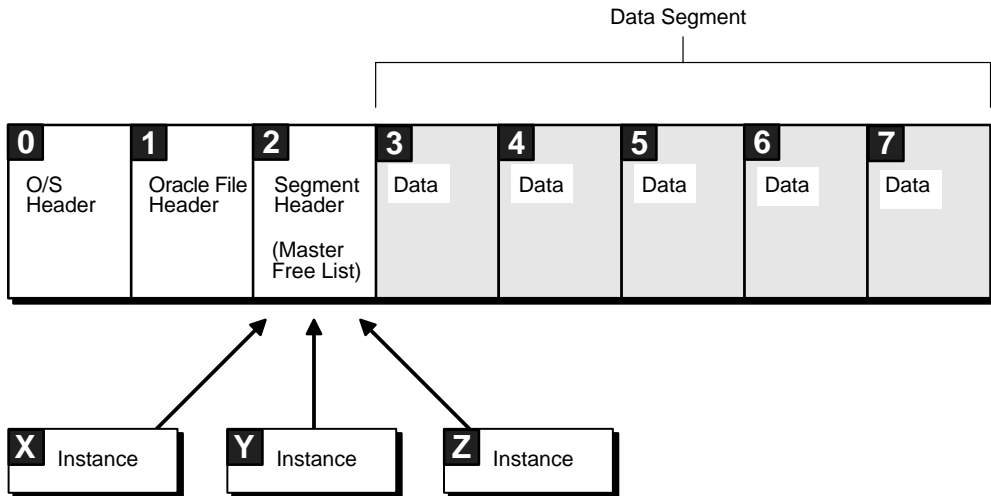 Data Segment
0
O/S
Header
1
Oracle File
Header
2
Segment
Header
(Master
Free List)
3
Data
4
Data
5
Data
6
Data
7
Data
X
Instance
Y
Instance
Z
Instance